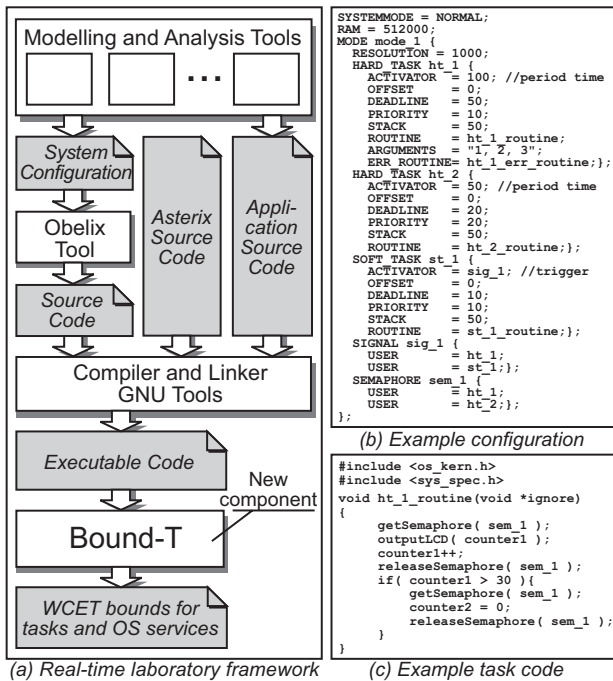 Modelling and Analysis Tools
...
System
Configuration
Obelix
Tool
Source
Code
Asterix
Source
Code
Appli-
cation
Source
Code
Compiler and Linker
GNU Tools
Executable Code
New
component
Bound-T
WCET bounds for
tasks and OS services
(a) Real-time laboratory framework
SYSTEMMODE = NORMAL;
RAM = 512000;
MODE mode_1 {
RESOLUTION = 1000;
HARD_TASK ht_1 {
ACTIVATOR = 100; //period time
OFFSET = 0;
DEADLINE = 50;
PRIORITY = 10;
STACK = 50;
ROUTINE = ht_1_routine;
ARGUMENTS = "1, 2, 3";
ERR_ROUTINE= ht_1_err_routine;};
HARD_TASK ht_2 {
ACTIVATOR = 50; //period time
OFFSET = 0;
DEADLINE = 20;
PRIORITY = 20;
STACK = 50;
ROUTINE = ht_2_routine;};
SOFT_TASK st_1 {
ACTIVATOR = sig_1; //trigger
OFFSET = 0;
DEADLINE = 10;
PRIORITY = 10;
STACK = 50;
ROUTINE = st_1_routine;};
SIGNAL sig_1 {
USER = ht_1;
USER = st_1;};
SEMAPHORE sem_1 {
USER = ht_1;
USER = ht_2;};
};
(b) Example configuration
#include <os_kern.h>
#include <sys_spec.h>
void ht_1_routine(void *ignore)
{
getSemaphore( sem_1 );
outputLCD( counter1 );
counter1++;
releaseSemaphore( sem_1 );
if( counter1 > 30 ){
getSemaphore( sem_1 );
counter2 = 0;
releaseSemaphore( sem_1 );
}
}
(c) Example task code